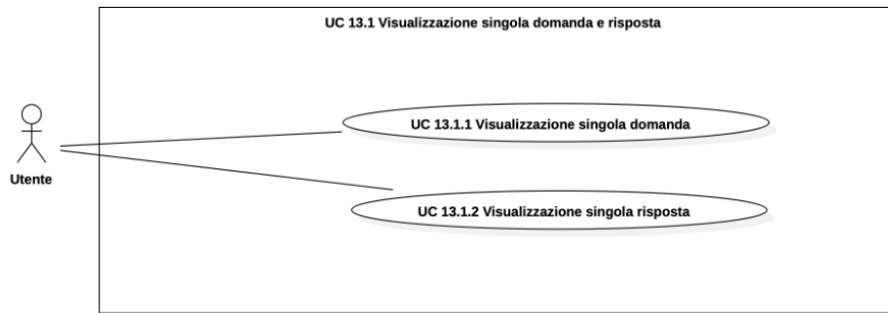 UC 13.1 Visualizzazione singola domanda e risposta
UC 13.1.1 Visualizzazione singola domanda
Utente
UC 13.1.2 Visualizzazione singola risposta